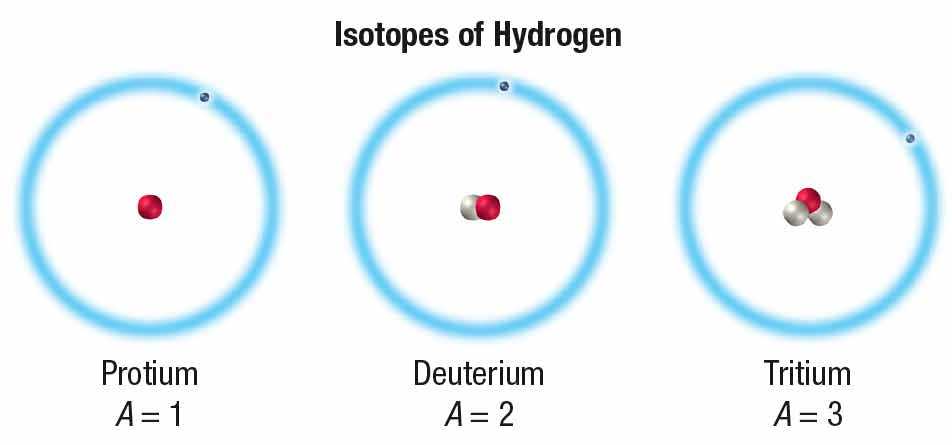 Isotopes of Hydrogen
Protium
A = 1
Deuterium
A = 2
Tritium
A = 3